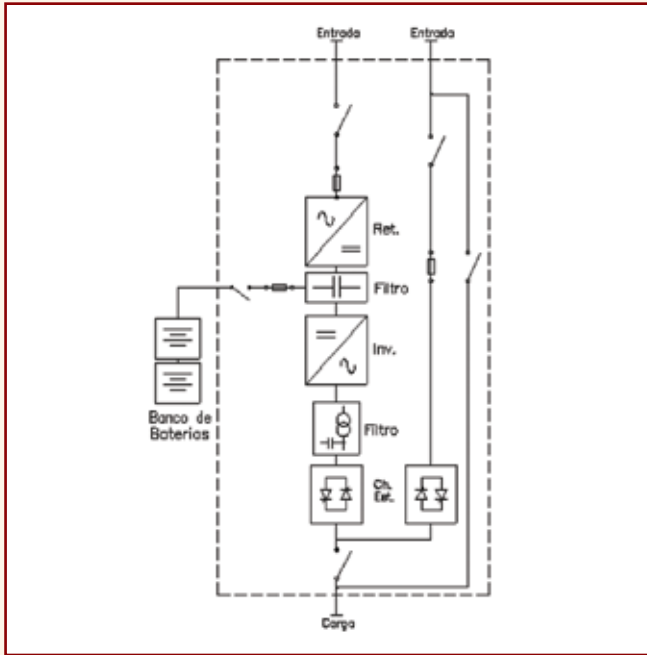 Entrada
Entrada
Ret.
Filtro
Inv.
Banco de
Baterias
Filtro
Ch.
Est.
Carga